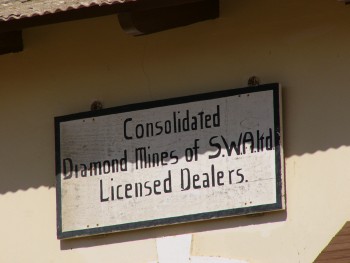 Consolidated
Diamond Mines of S.W.A.ltd
Licensed Dealers.